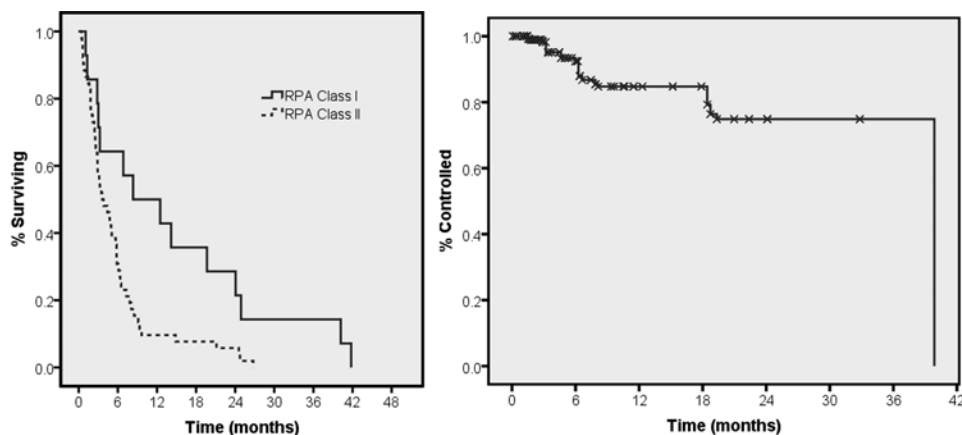 % Surviving
1.0
0.8
0.6
0.4
0.2
0.0
RPA Class I
RPA Class II
0 6 12 18 24 30 36 42 48
Time (months)
% Controlled
1.0
0.8
0.6
0.4
0.2
0.0
0 6 12 18 24 30 36 42
Time (months)